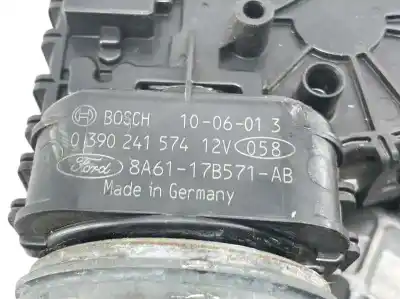 BOSCH 10-06-01 3
0 390 241 574 12V 058
Ford 8A61-17B571-AB
Made in Germany